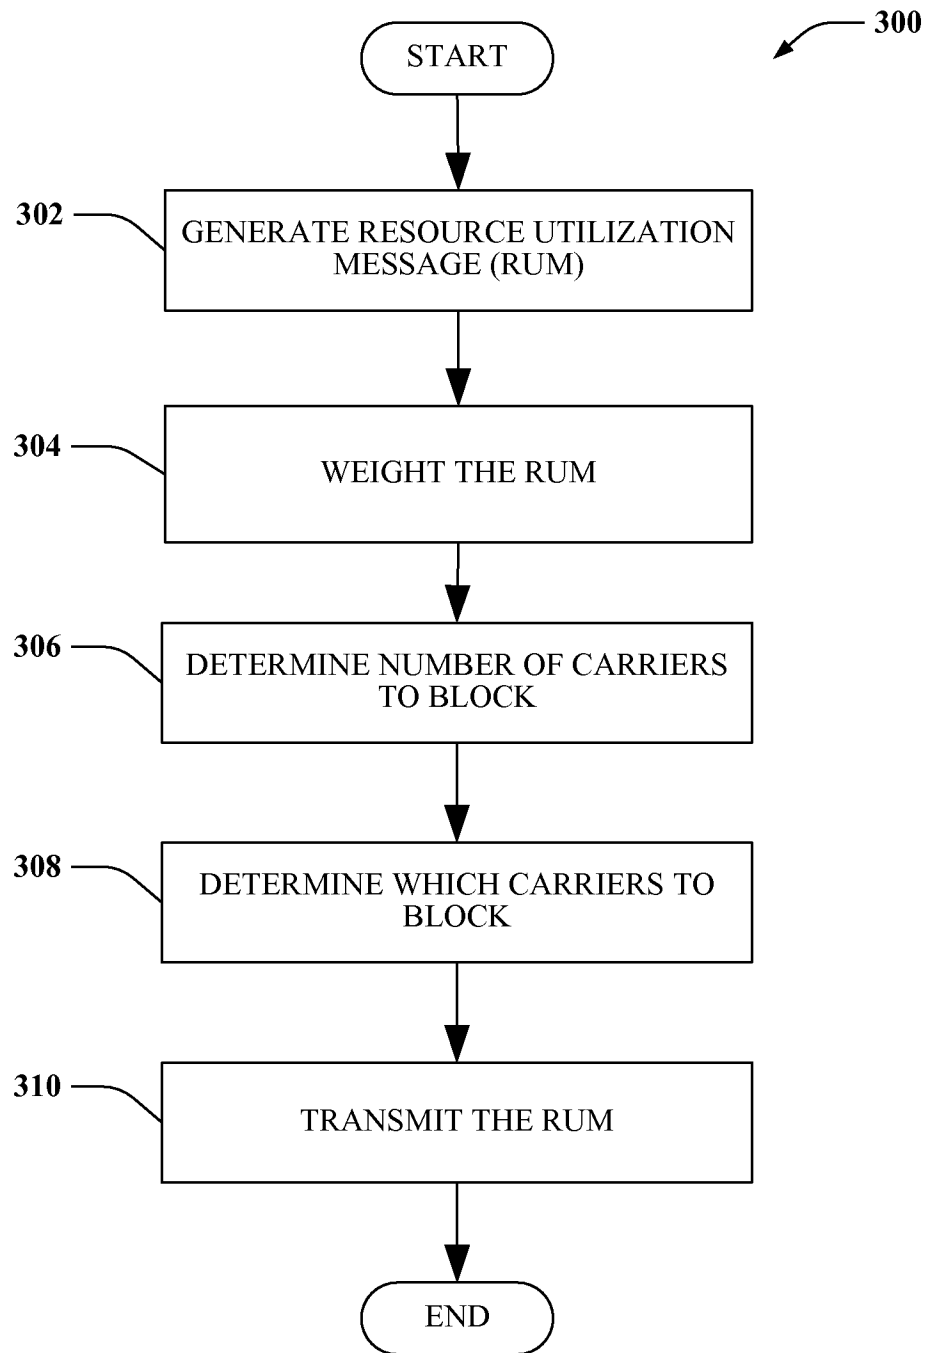 300
START
302
GENERATE RESOURCE UTILIZATION
MESSAGE (RUM)
304
WEIGHT THE RUM
306
DETERMINE NUMBER OF CARRIERS
TO BLOCK
308
DETERMINE WHICH CARRIERS TO
BLOCK
310
TRANSMIT THE RUM
END